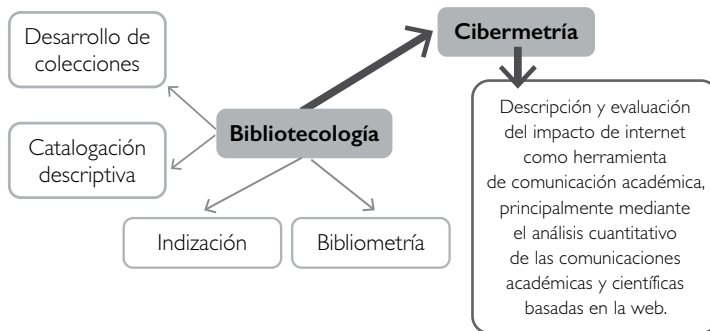 Desarrollo de
colecciones
Cibermetría
Bibliotecología
Catalogación
descriptiva
Indización
Bibliometría
Descripción y evaluación
del impacto de internet
como herramienta
de comunicación académica,
principalmente mediante
el análisis cuantitativo
de las comunicaciones
académicas y científicas
basadas en la web.